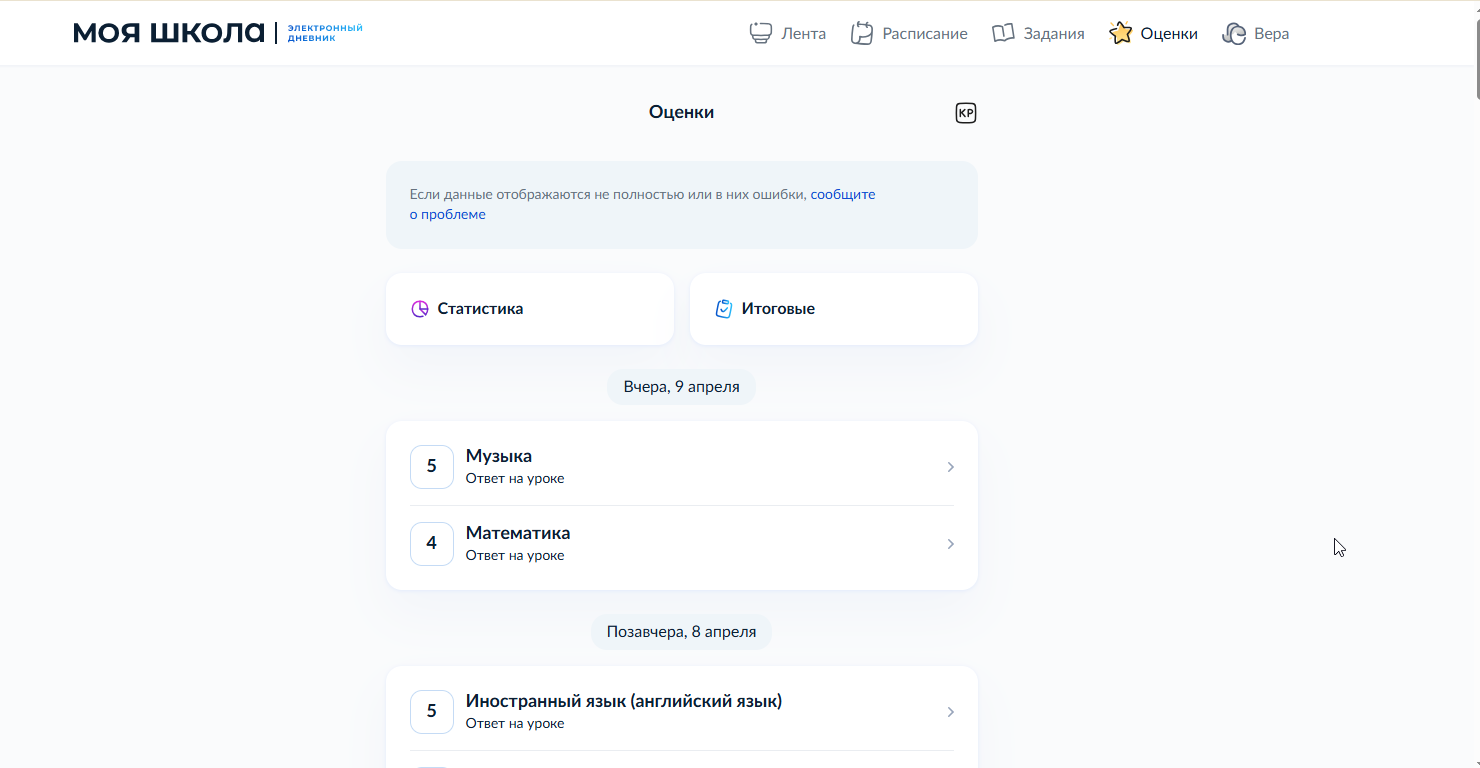 МОЯ ШКОЛА
ЭЛЕКТРОННЫЙ
ДНЕВНИК
Лента
Расписание
Задания
Оценки
Вера
Оценки
КР
Если данные отображаются не полностью или в них ошибки, сообщите
о проблеме
Статистика
Итоговые
Вчера, 9 апреля
5
Музыка
Ответ на уроке
4
Математика
Ответ на уроке
Позавчера, 8 апреля
5
Иностранный язык (английский язык)
Ответ на уроке